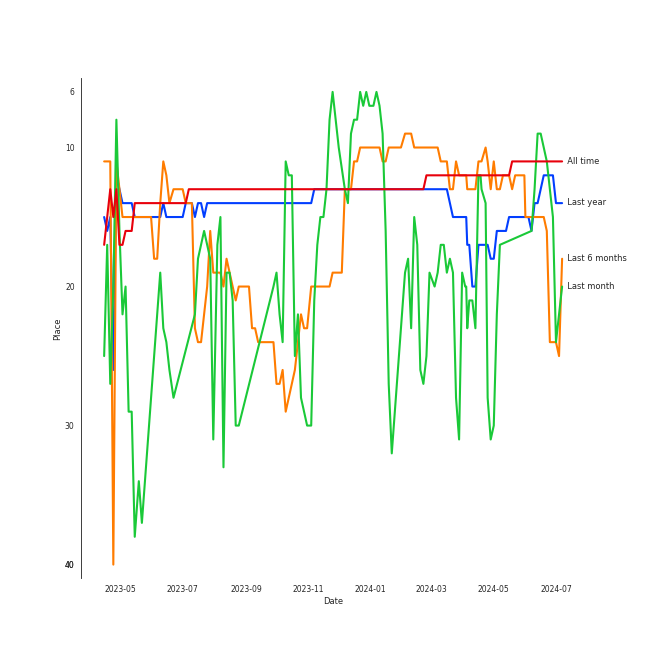 6
10
20
30
40
Place
2023-05
2023-07
2023-09
2023-11
2024-01
2024-03
2024-05
2024-07
Date
All time
Last year
Last 6 months
Last month